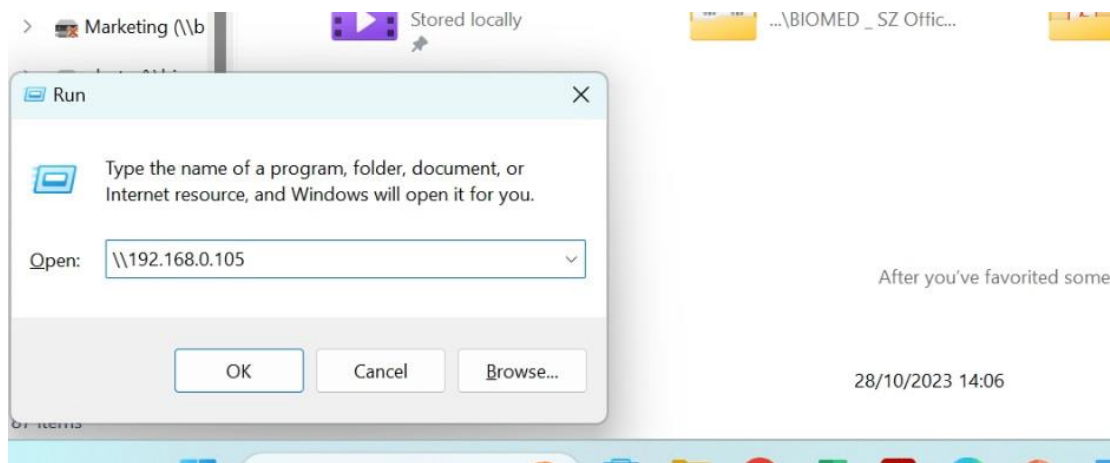 Marketing (\\b
Stored locally
...\BIOMED _ SZ Offic...
Run
Type the name of a program, folder, document, or
Internet resource, and Windows will open it for you.
Open:
\\192.168.0.105
After you've favorited some
OK
Cancel
Browse...
28/10/2023 14:06
items